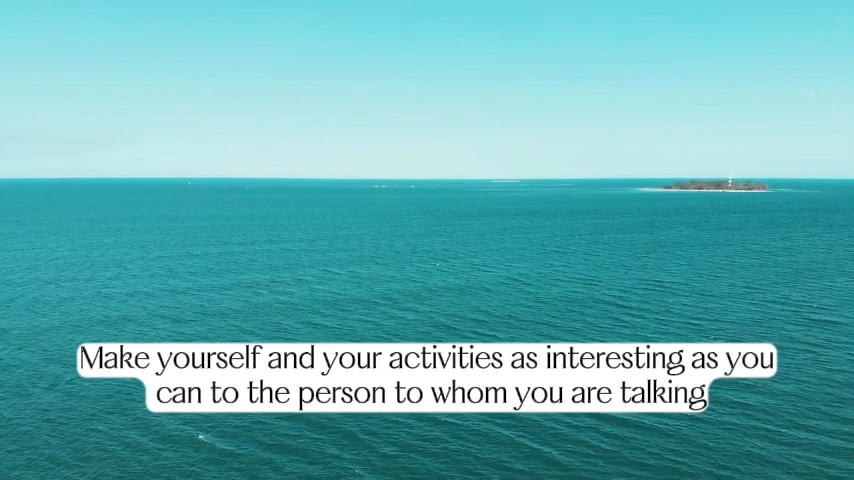 Make yourself and your activities as interesting as you
can to the person to whom you are talking